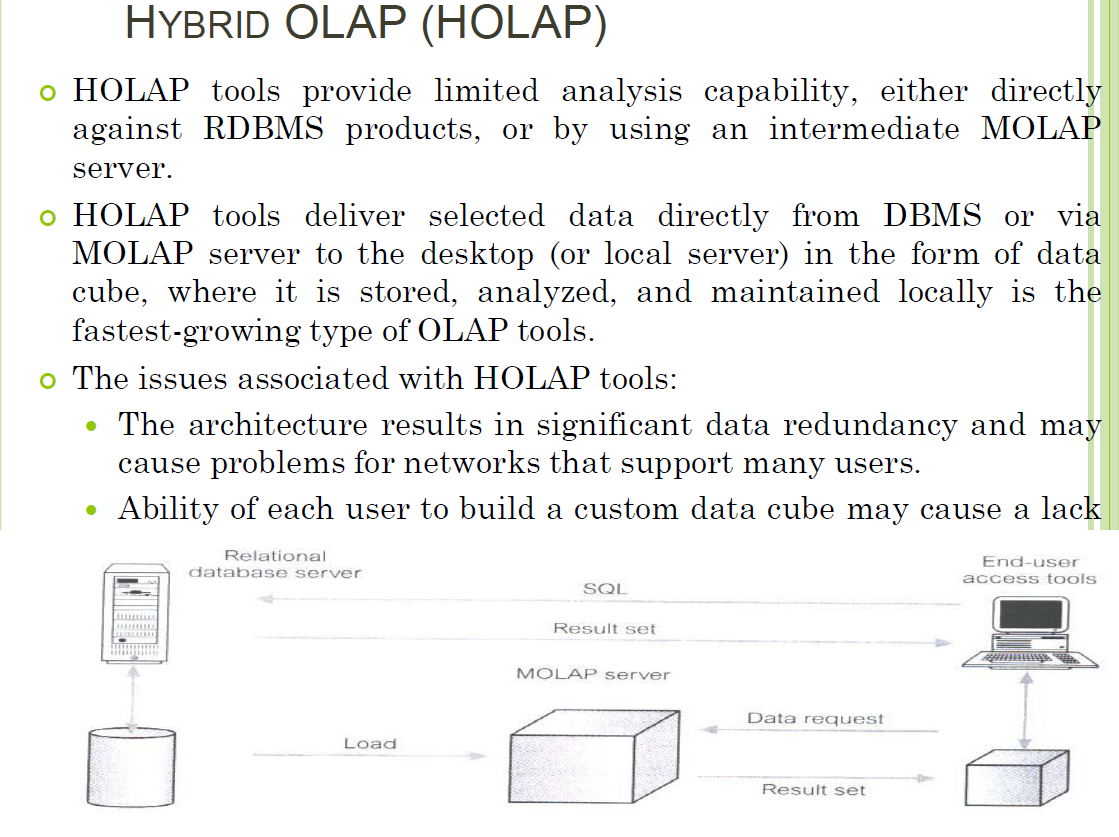 HYBRID OLAP (HOLAP)
HOLAP tools provide limited analysis capability, either directly
against RDBMS products, or by using an intermediate MOLAP
server.
HOLAP tools deliver selected data directly from DBMS or via
MOLAP server to the desktop (or local server) in the form of data
cube, where it is stored, analyzed, and maintained locally is the
fastest-growing type of OLAP tools.
The issues associated with HOLAP tools:
The architecture results in significant data redundancy and may
cause problems for networks that support many users.
Ability of each user to build a custom data cube may cause a lack
Relational
database server
End-user
access tools
SQL
Result set
MOLAP server
Data request
Load
Result set